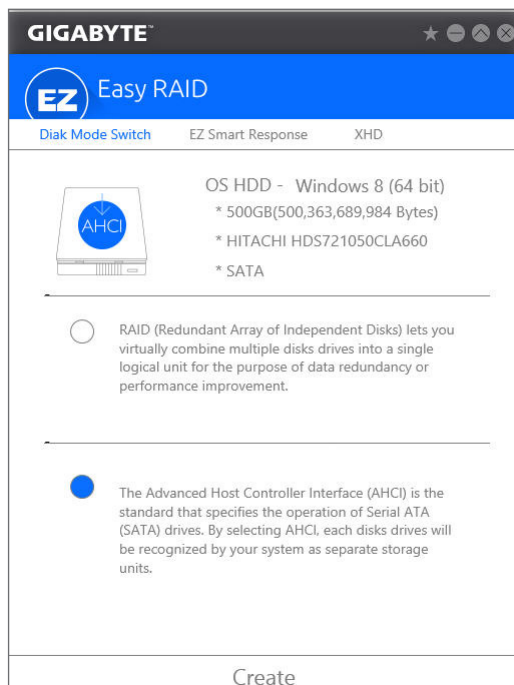 GIGABYTE™
EZ Easy RAID
Diak Mode Switch EZ Smart Response XHD
OS HDD - Windows 8 (64 bit)
* 500GB(500,363,689,984 Bytes)
AHCI
* HITACHI HDS721050CLA660
* SATA
RAID (Redundant Array of Independent Disks) lets you
virtually combine multiple disks drives into a single
logical unit for the purpose of data redundancy or
performance improvement.
The Advanced Host Controller Interface (AHCI) is the
standard that specifies the operation of Serial ATA
(SATA) drives. By selecting AHCI, each disks drives will
be recognized by your system as separate storage
units.
Create